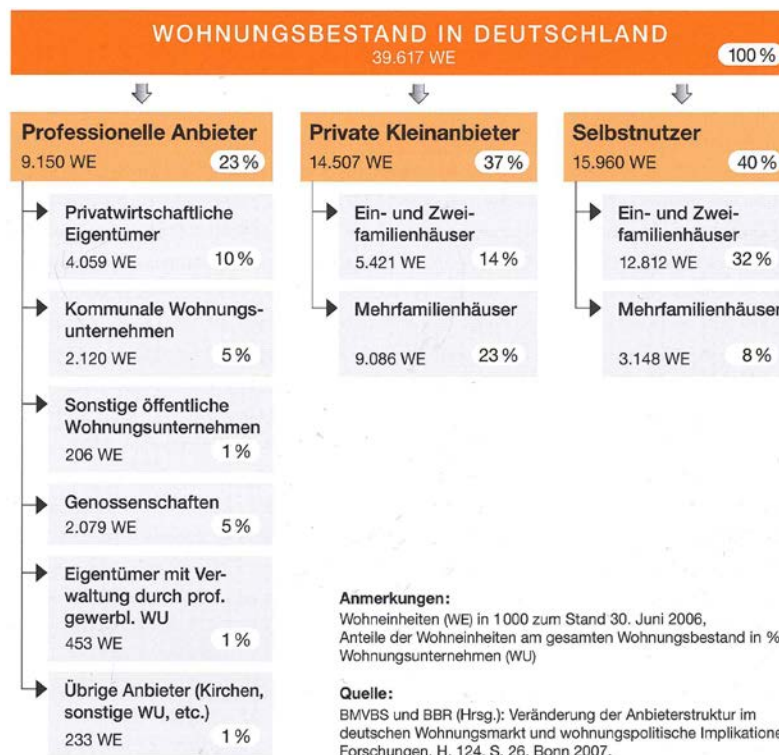 WOHNUNGSBESTAND IN DEUTSCHLAND
39.617 WE
100 %
Professionelle Anbieter
9.150 WE 23 %
Privatwirtschaftliche
Eigentümer
4.059 WE 10 %
Kommunale Wohnungs-
unternehmen
2.120 WE 5 %
Sonstige öffentliche
Wohnungsunternehmen
206 WE 1 %
Genossenschaften
2.079 WE 5 %
Eigentümer mit Ver-
waltung durch prof.
gewerbl. WU
453 WE 1 %
Übrige Anbieter (Kirchen,
sonstige WU, etc.)
233 WE 1 %
Private Kleinanbieter
14.507 WE 37 %
Ein- und Zwei-
familienhäuser
5.421 WE 14 %
Mehrfamilienhäuser
9.086 WE 23 %
Selbstnutzer
15.960 WE 40 %
Ein- und Zwei-
familienhäuser
12.812 WE 32 %
Mehrfamilienhäuser
3.148 WE 8 %
Anmerkungen:
Wohneinheiten (WE) in 1000 zum Stand 30. Juni 2006,
Anteile der Wohneinheiten am gesamten Wohnungsbestand in %
Wohnungsunternehmen (WU)
Quelle:
BMVBS und BBR (Hrsg.): Veränderung der Anbieterstruktur im
deutschen Wohnungsmarkt und wohnungspolitische Implikation
Forschungen, H. 124, S. 26, Bonn 2007.